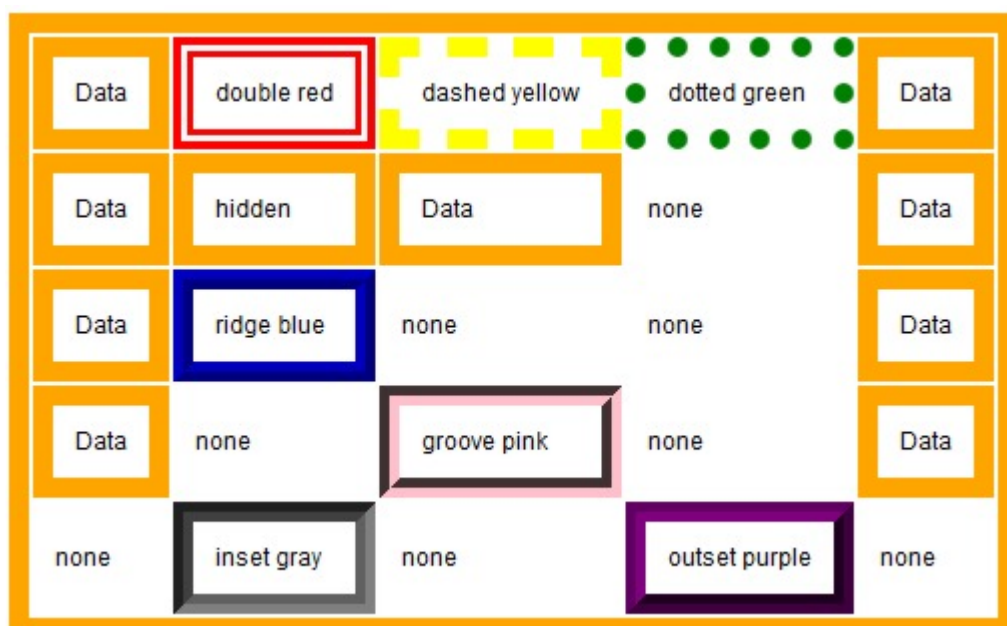 Data double red dashed yellow dotted green Data
Data hidden Data none Data
Data ridge blue none none Data
Data none groove pink none Data
none inset gray none outset purple none